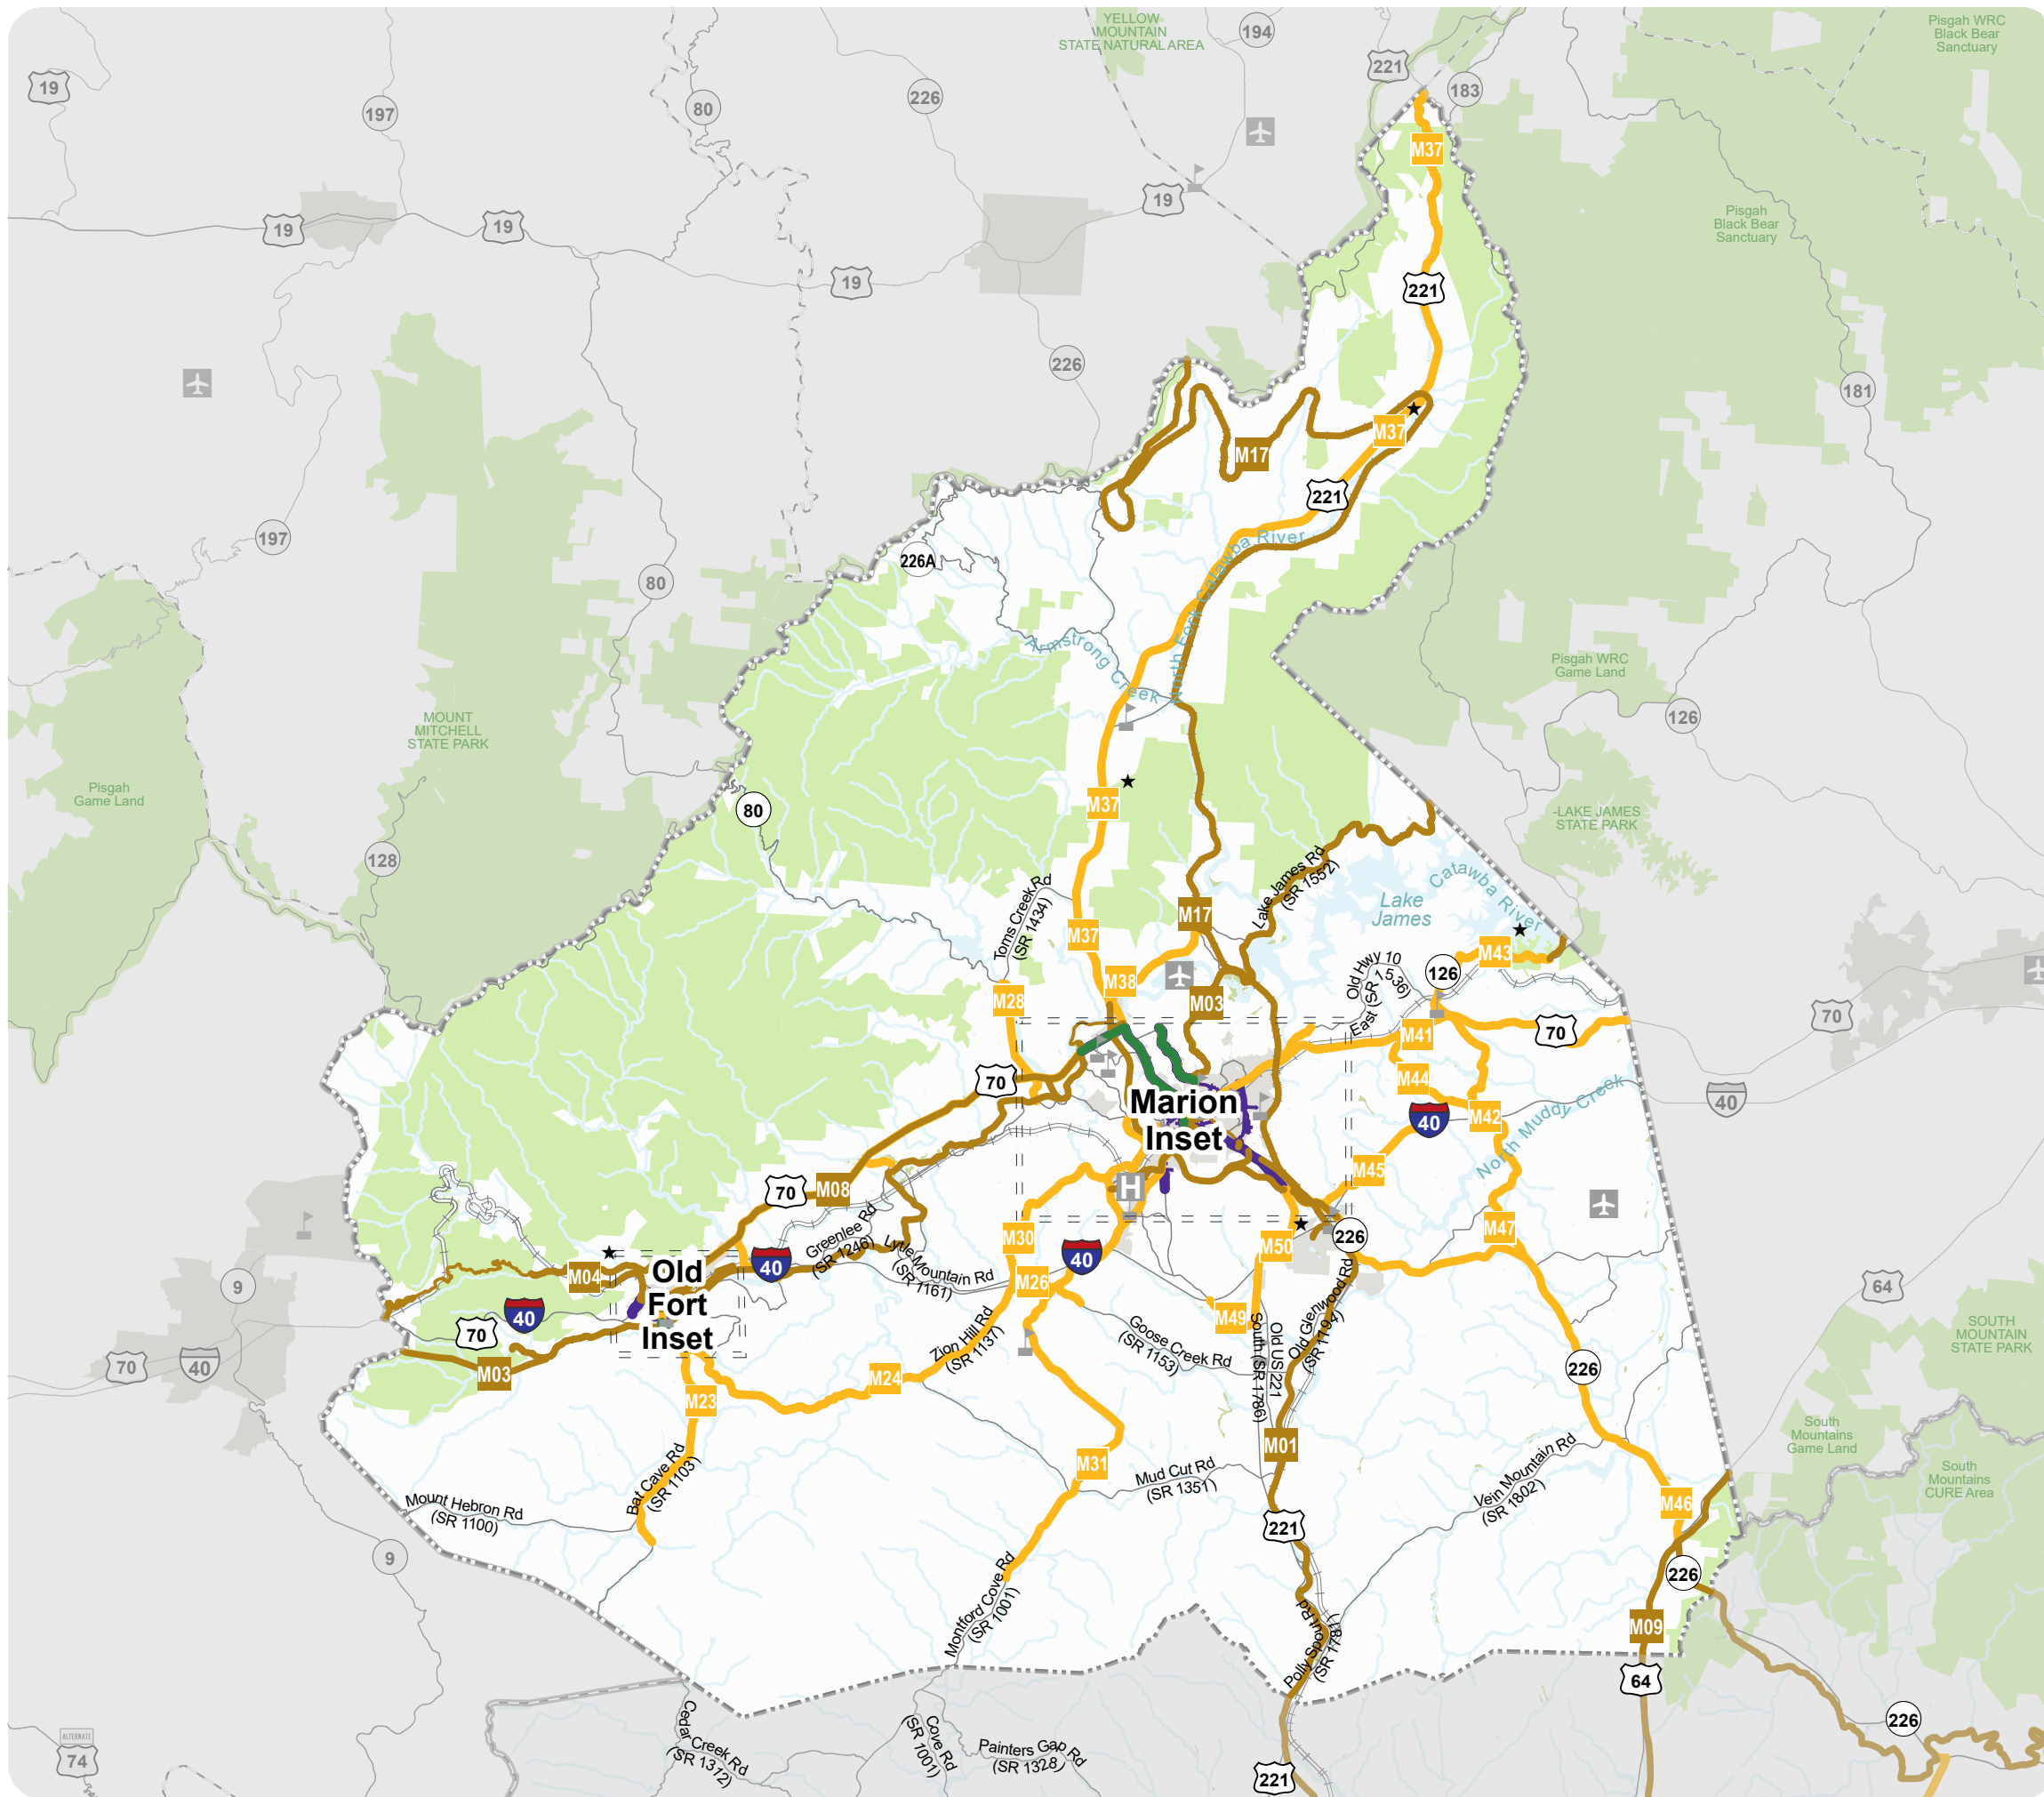 YELLOW
MOUNTAIN
STATE NATURAL AREA
194
221
183
Pisgah WRC
Black Bear
Sanctuary
19
197
80
226
M37
19
19
19
19
Pisgah
Black Bear
Sanctuary
221
226
181
M37
M17
221
197
226A
80
North Fork Catawba River
Armstrong Creek
Pisgah WRC
Game Land
126
MOUNT
MITCHELL
STATE PARK
Pisgah
Game Land
80
M37
-LAKE JAMES
STATE PARK
128
Lake James Rd
(SR 1552)
Catawba River
Lake
James
Toms Creek Rd
(SR 1434)
M17
M37
M43
Old Hwy 10
East (SR 1536)
126
M38
M28
M03
70
M41
70
70
M44
40
40
M42
North Muddy Creek
Marion
Inset
M45
H
70
M08
M47
M30
226
M50
40
40
Greenlee Rd
(SR 1246)
Lytle Mountain Rd
(SR 1161)
M26
M04
Old
Fort
Inset
9
40
70
64
M49
Old Glenwood Rd
(SR 1194)
Old US 221
South (SR 1786)
Goose Creek Rd
(SR 1153)
Zion Hill Rd
(SR 1137)
SOUTH
MOUNTAIN
STATE PARK
70
40
M03
M24
M23
226
South
Mountains
Game Land
M01
M31
Mud Cut Rd
(SR 1351)
Vein Mountain Rd
(SR 1802)
South
Mountains
CURE Area
Bat Cave Rd
(SR 1103)
Mount Hebron Rd
(SR 1100)
M46
221
9
226
Montford Cove Rd
(SR 1001)
M09
Polly Spout Rd
(SR 1781)
64
226
Cedar Creek Rd
(SR 1312)
Cove Rd
(SR 1001)
Painters Gap Rd
(SR 1328)
ALTERNATE
74
221